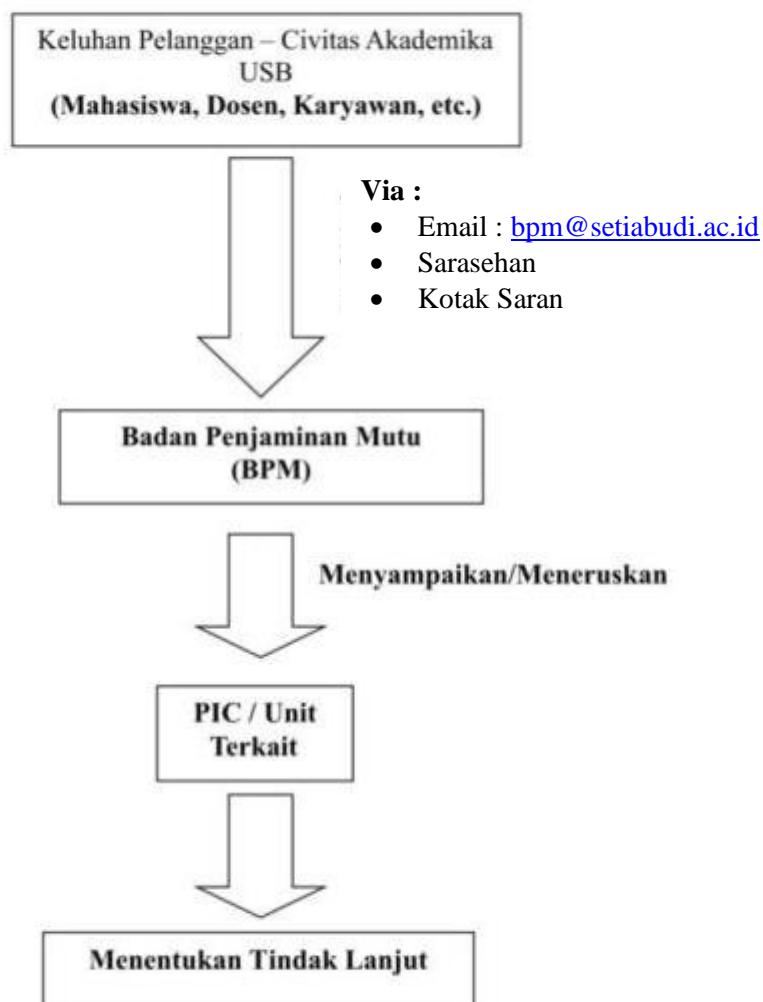 Keluhan Pelanggan – Civitas Akademika
USB
(Mahasiswa, Dosen, Karyawan, etc.)
Via :
• Email : bpm@setiabudi.ac.id
• Sarasehan
• Kotak Saran
Badan Penjaminan Mutu
(BPM)
Menyampaikan/Meneruskan
PIC / Unit
Terkait
Menentukan Tindak Lanjut